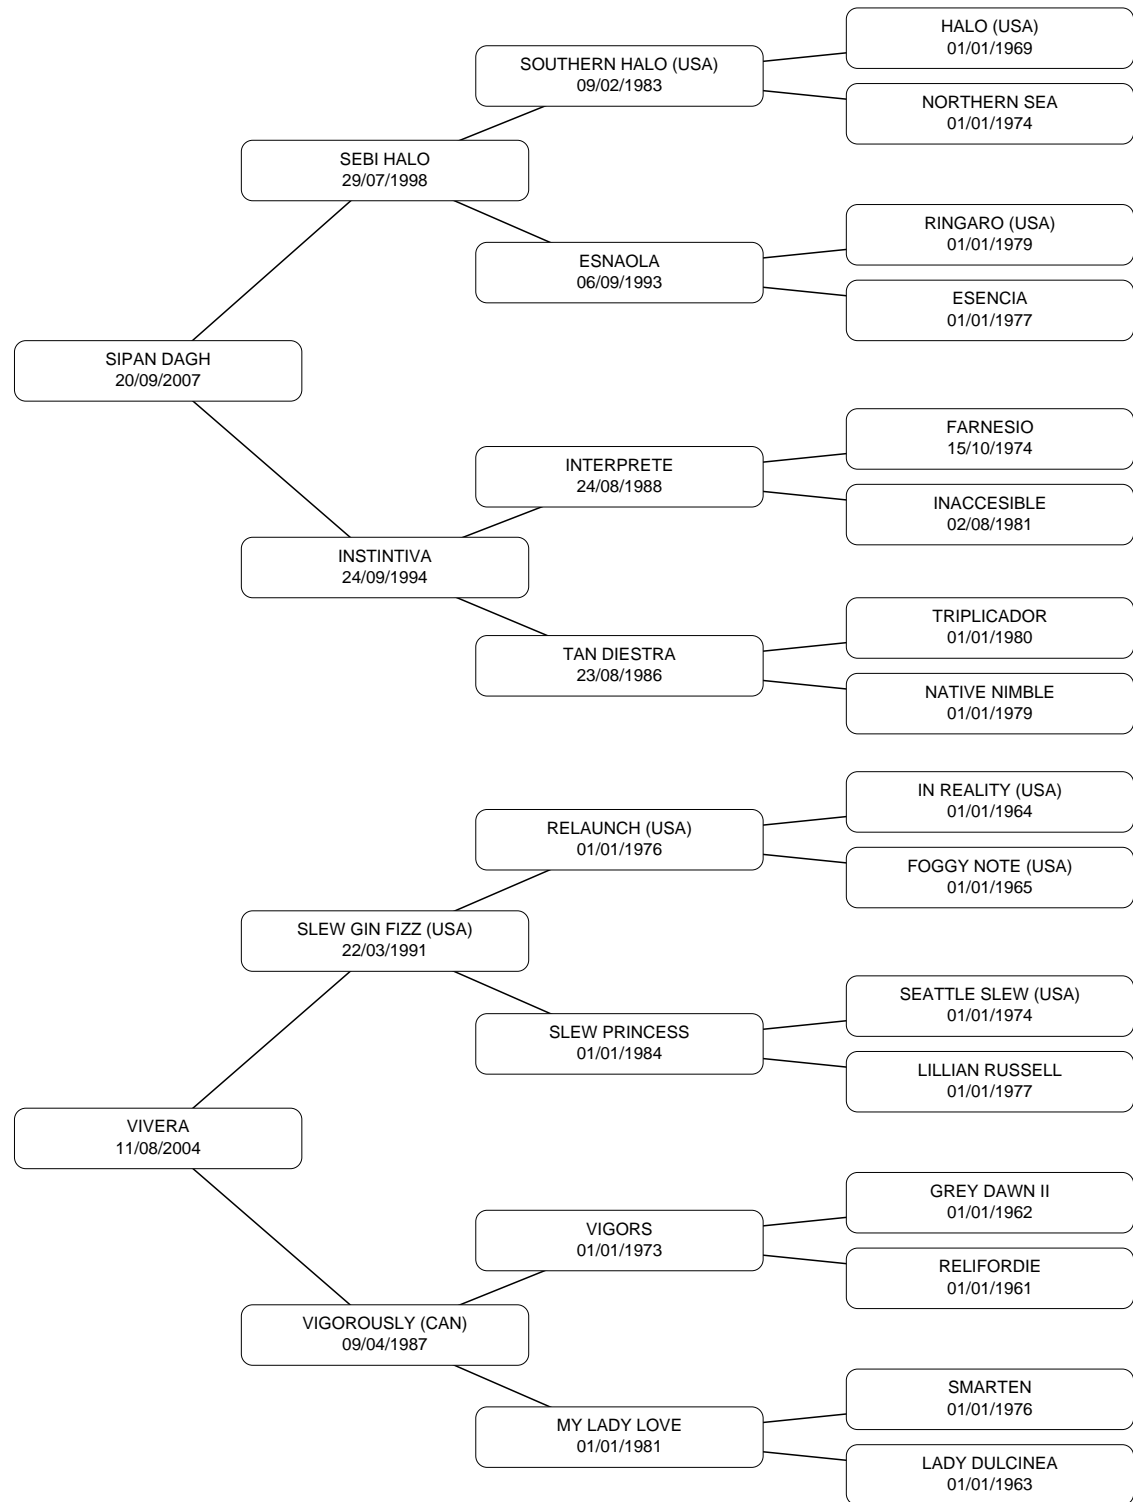 HALO (USA)
01/01/1969
SOUTHERN HALO (USA)
09/02/1983
NORTHERN SEA
01/01/1974
SEBI HALO
29/07/1998
RINGARO (USA)
01/01/1979
ESNAOLA
06/09/1993
ESENCIA
01/01/1977
SIPAN DAGH
20/09/2007
FARNESIO
15/10/1974
INTERPRETE
24/08/1988
INACCESIBLE
02/08/1981
INSTINTIVA
24/09/1994
TRIPLICADOR
01/01/1980
TAN DIESTRA
23/08/1986
NATIVE NIMBLE
01/01/1979
IN REALITY (USA)
01/01/1964
RELAUNCH (USA)
01/01/1976
FOGGY NOTE (USA)
01/01/1965
SLEW GIN FIZZ (USA)
22/03/1991
SEATTLE SLEW (USA)
01/01/1974
SLEW PRINCESS
01/01/1984
LILLIAN RUSSELL
01/01/1977
VIVERA
11/08/2004
GREY DAWN II
01/01/1962
VIGORS
01/01/1973
RELIFORDIE
01/01/1961
VIGOROUSLY (CAN)
09/04/1987
SMARTEN
01/01/1976
MY LADY LOVE
01/01/1981
LADY DULCINEA
01/01/1963